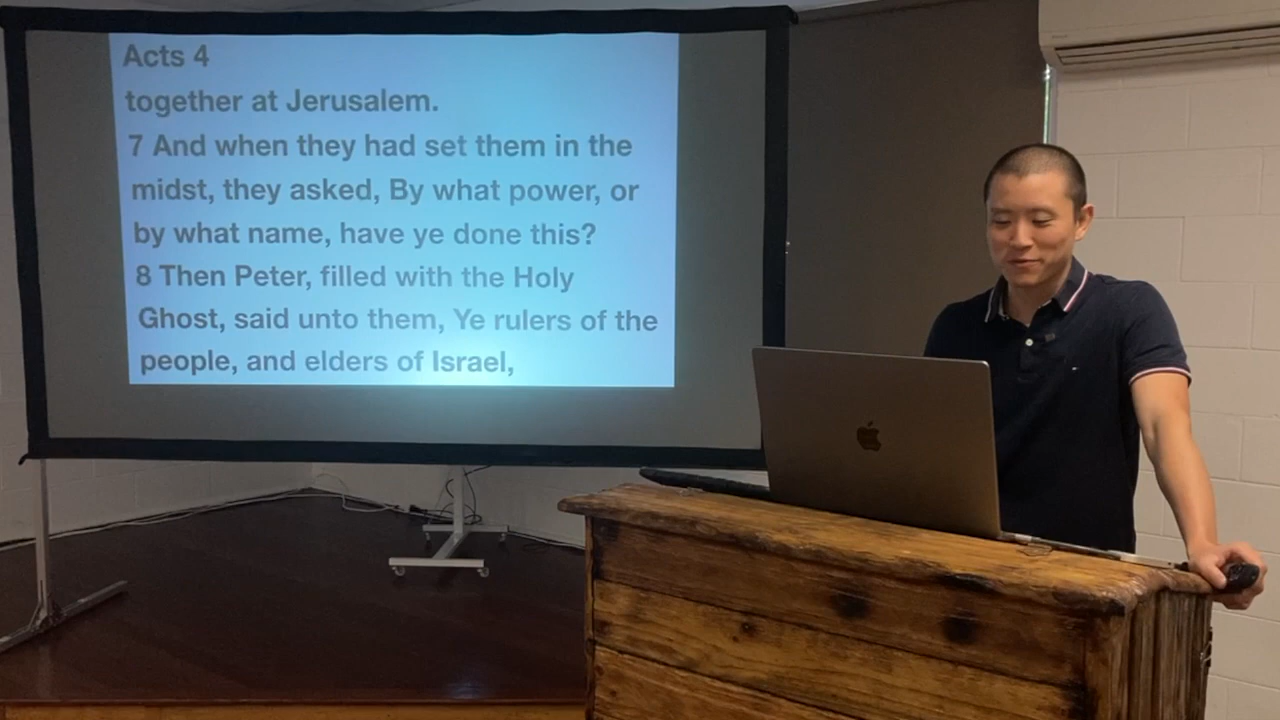 Acts 4
together at Jerusalem.
7 And when they had set them in the
midst, they asked, By what power, or
by what name, have ye done this?
8 Then Peter, filled with the Holy
Ghost, said unto them, Ye rulers of the
people, and elders of Israel,